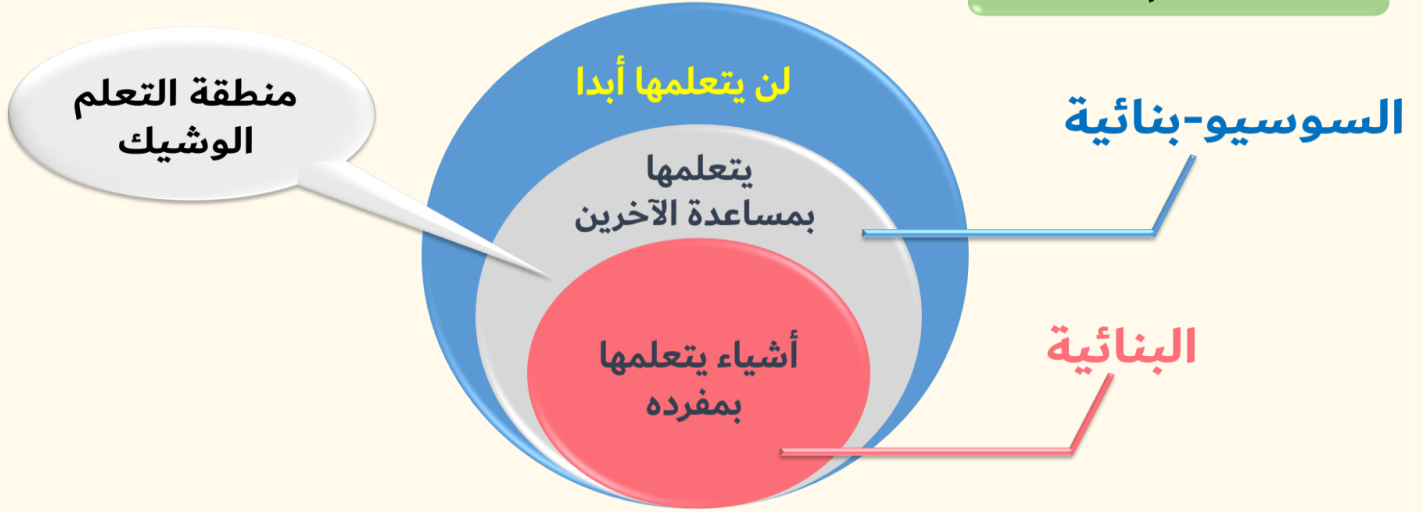 لن يتعلمها أبدا
منطقة التعلم
الوشيك
السوسيو-بنائية
يتعلمها
بمساعدة الآخرين
البنائية
أشياء يتعلمها
بمفرده